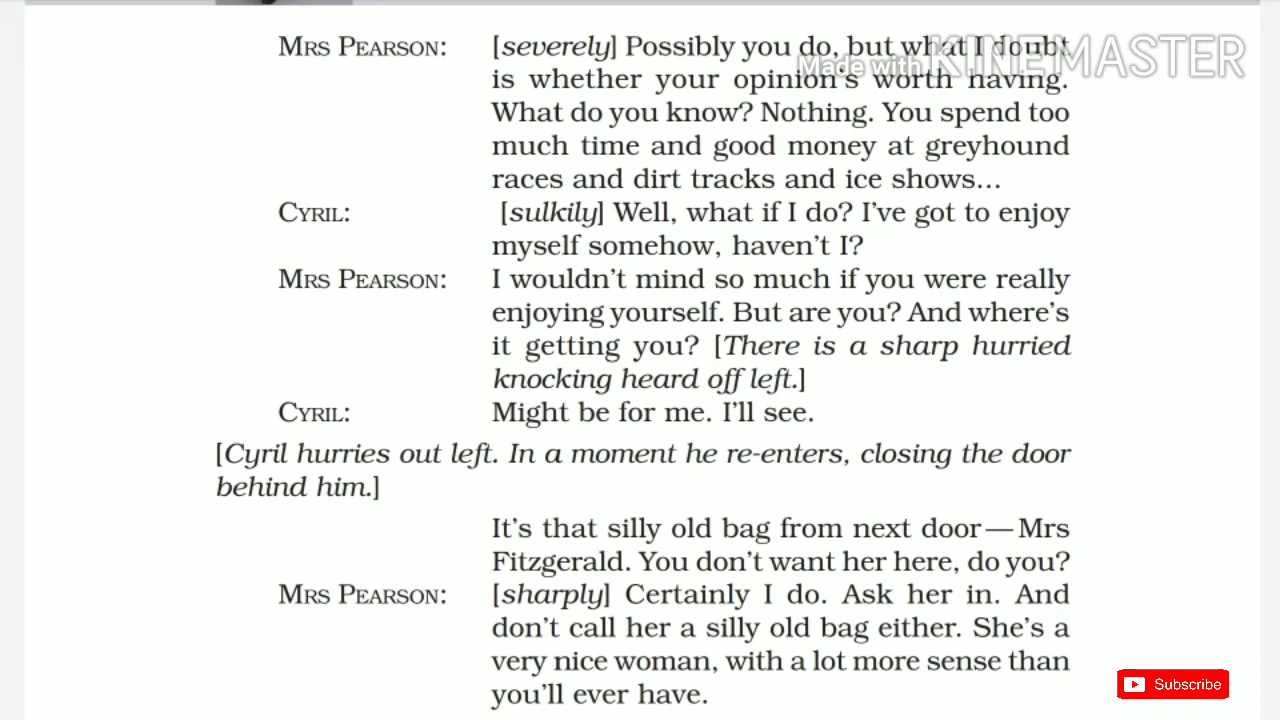 MRS PEARSON: [severely] Possibly you do, but what I doubt
Made with KINEMASTER
is whether your opinion's worth having.
What do you know? Nothing. You spend too
much time and good money at greyhound
races and dirt tracks and ice shows...
CYRIL: [sulkily] Well, what if I do? I've got to enjoy
myself somehow, haven't I?
MRS PEARSON: I wouldn't mind so much if you were really
enjoying yourself. But are you? And where's
it getting you? [There is a sharp hurried
knocking heard off left.]
CYRIL: Might be for me. I'll see.
[Cyril hurries out left. In a moment he re-enters, closing the door
behind him.]
It's that silly old bag from next door—Mrs
Fitzgerald. You don't want her here, do you?
MRS PEARSON: [sharply] Certainly I do. Ask her in. And
don't call her a silly old bag either. She's a
very nice woman, with a lot more sense than
you'll ever have.
Subscribe